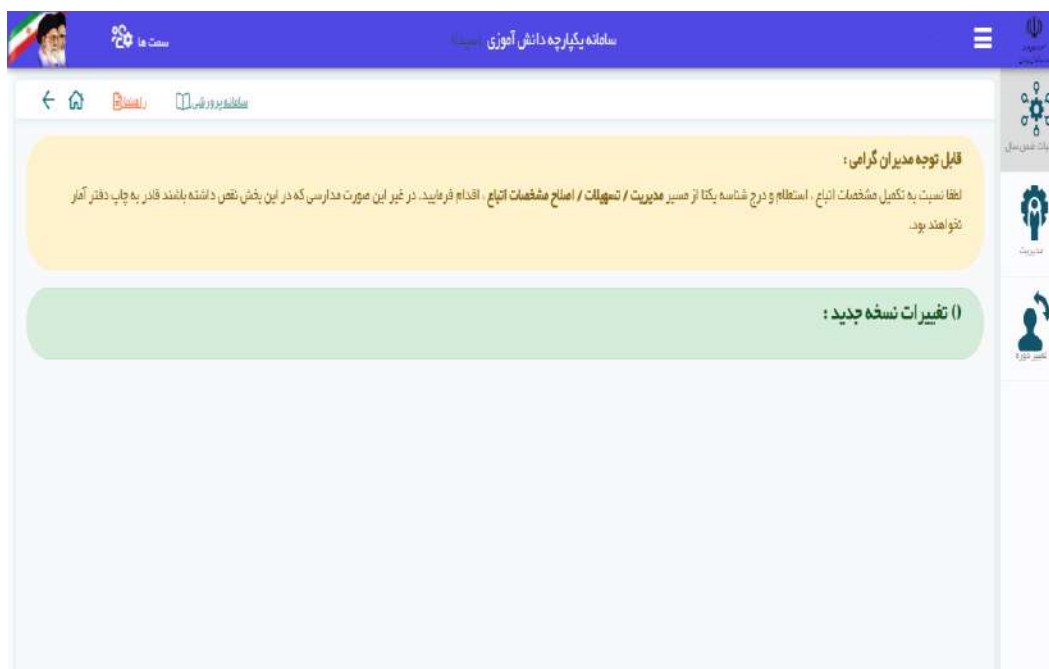 سامانه یکپارچه دانش آموزی (سیدا)
سمت ها
سامانه پرورشی
راهنما
قابل توجه مدیران گرامی :
لطفا نسبت به تکمیل مشخصات اتباع ، استعلام و درج شناسه یکتا از مسیر مدیریت / تسهیلات / اصلاح مشخصات اتباع ، اقدام فرمایید. در غیر این صورت مدارسی که در این بخش نقص داشته باشند قادر به چاپ دفتر آمار
نخواهند بود.
() تغییرات نسخه جدید :
مدیریت
تغییر دوره